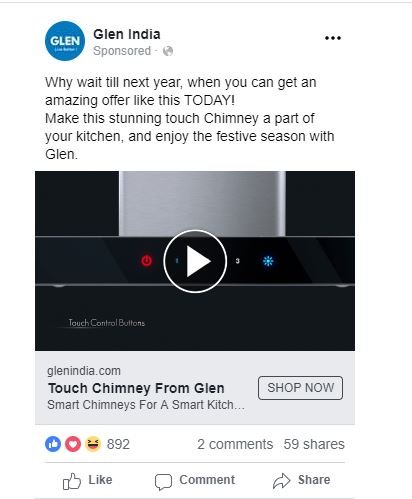 GLEN
Live Better!
Glen India
Sponsored ·
Why wait till next year, when you can get an
amazing offer like this TODAY!
Make this stunning touch Chimney a part of
your kitchen, and enjoy the festive season with
Glen.
1
3
Touch Control Buttons
glenindia.com
Touch Chimney From Glen
Smart Chimneys For A Smart Kitch...
SHOP NOW
892
2 comments 59 shares
Like Comment Share